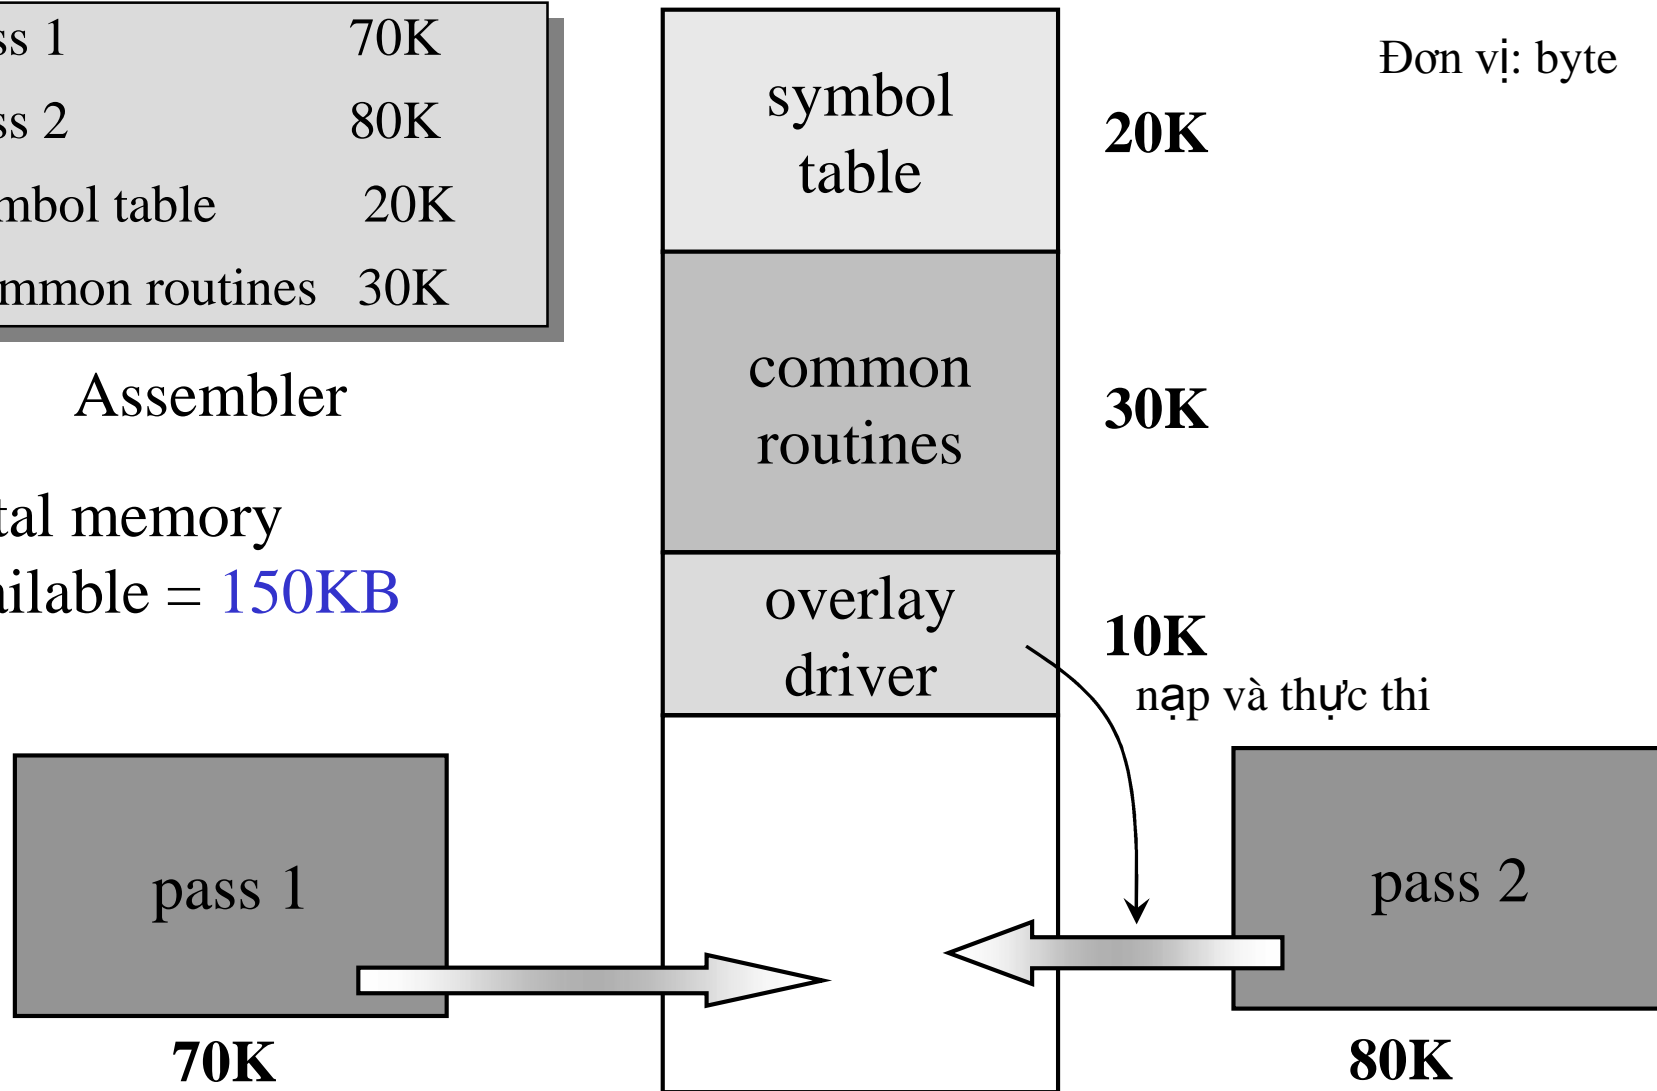 ss 1 70K
ss 2 80K
mbol table 20K
mmon routines 30K
Assembler
tal memory
ailable = 150KB
symbol
table
20K
common
routines
30K
overlay
driver
10K
nạp và thực thi
Đơn vị: byte
pass 1
70K
pass 2
80K